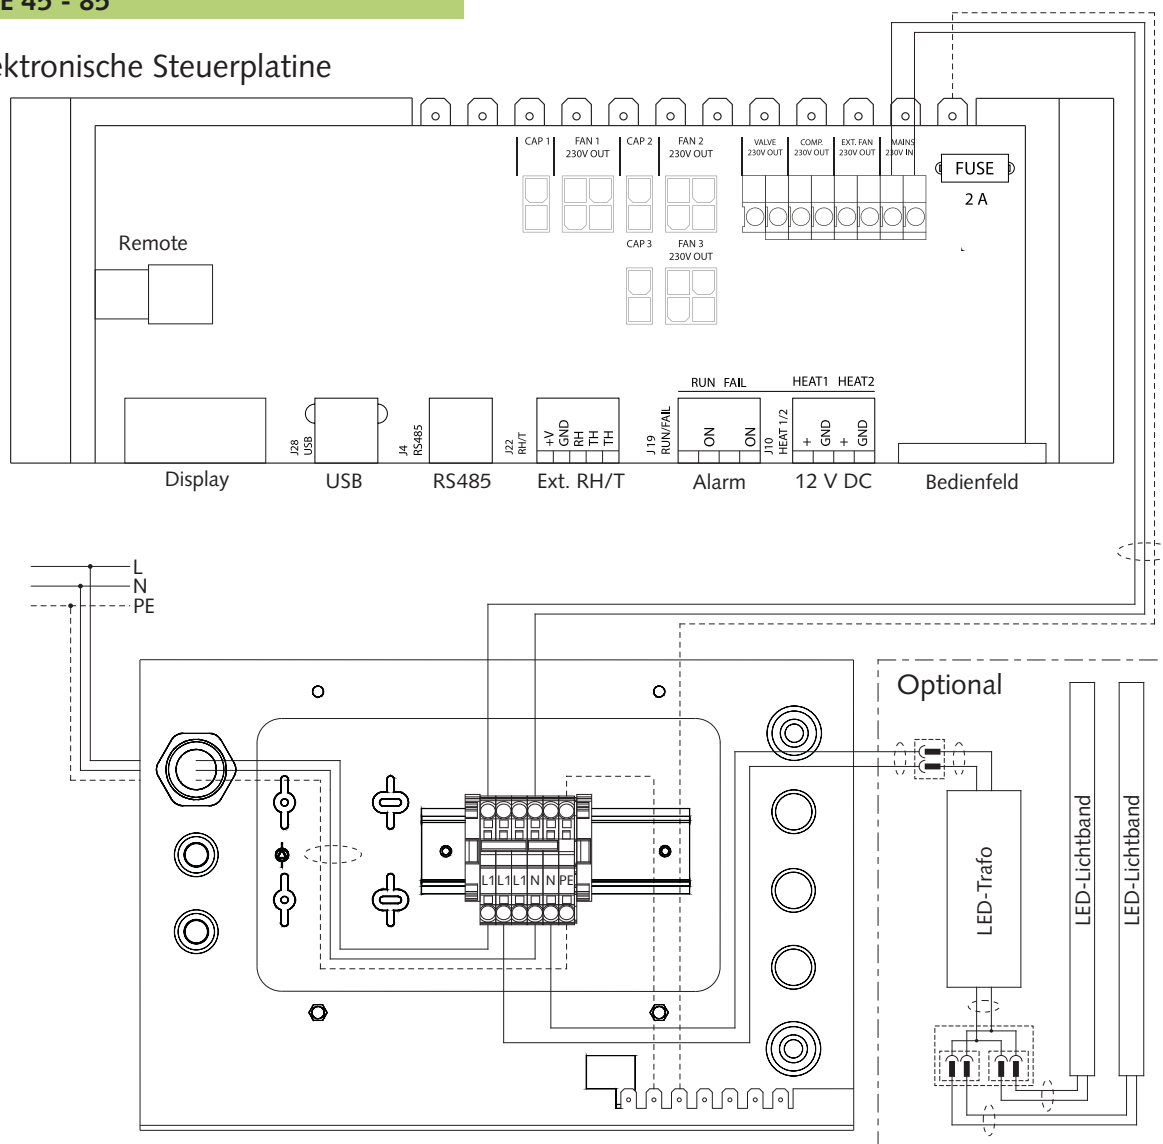 E 45 - 85
ektronische Steuerplatine
CAP 1
FAN 1
230V OUT
CAP 2
FAN 2
230V OUT
VALVE
230V OUT
COMP.
230V OUT
EXT. FAN
230V OUT
MAINS
230V IN
FUSE
2 A
Remote
CAP 3
FAN 3
230V OUT
RUN FAIL
HEAT1 HEAT2
J28
USB
J4
RS485
J22
RH/T
+V
GND
RH
TH
TH
J19
RUN/FAIL
ON
ON
J10
HEAT 1/2
+
GND
+
GND
Display
USB
RS485
Ext. RH/T
Alarm
12 V DC
Bedienfeld
L
N
PE
Optional
L1 L1 L1 N N PE
LED-Trafo
LED-Lichtband
LED-Lichtband